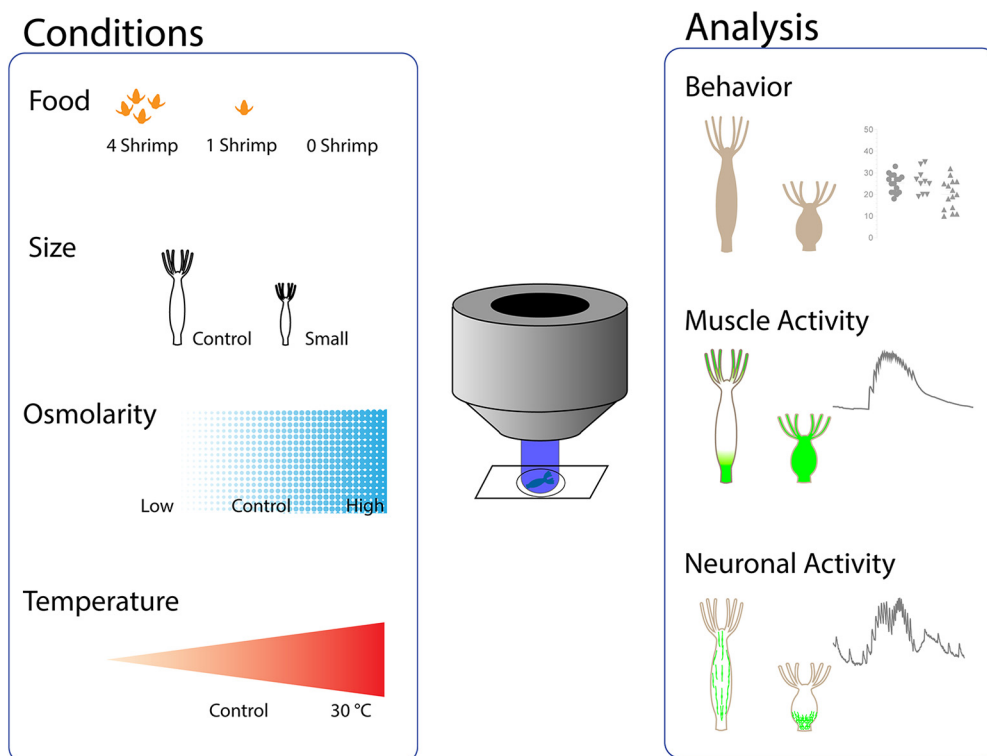 Conditions
Food
4 Shrimp 1 Shrimp 0 Shrimp
Size
Control Small
Osmolarity
Low Control High
Temperature
Control 30 °C
Analysis
Behavior
50
40
30
20
10
0
Muscle Activity
Neuronal Activity